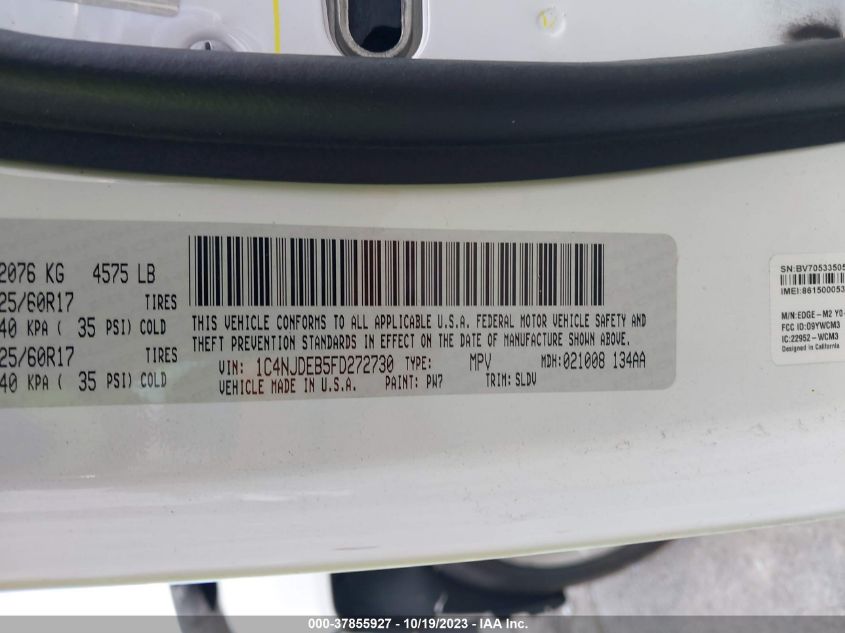 2076 KG 4575 LB
25/60R17 TIRES
40 KPA ( 35 PSI) COLD
25/60R17 TIRES
40 KPA ( 35 PSI) COLD
THIS VEHICLE CONFORMS TO ALL APPLICABLE U.S.A. FEDERAL MOTOR VEHICLE SAFETY AND
THEFT PREVENTION STANDARDS IN EFFECT ON THE DATE OF MANUFACTURE SHOWN ABOVE.
VIN: 1C4NJDEB5FD272730 TYPE: MPV MDH:021008 134AA
VEHICLE MADE IN U.S.A. PAINT: PW7 TRIM: SLDV
SN:BV70533505
IMEI:861500053
M/N:EDGE-M2 Y0-
FCC ID:O9YWCM3
IC:22952-WCM3
Designed in California
000-37855927 - 10/19/2023 - IAA Inc.